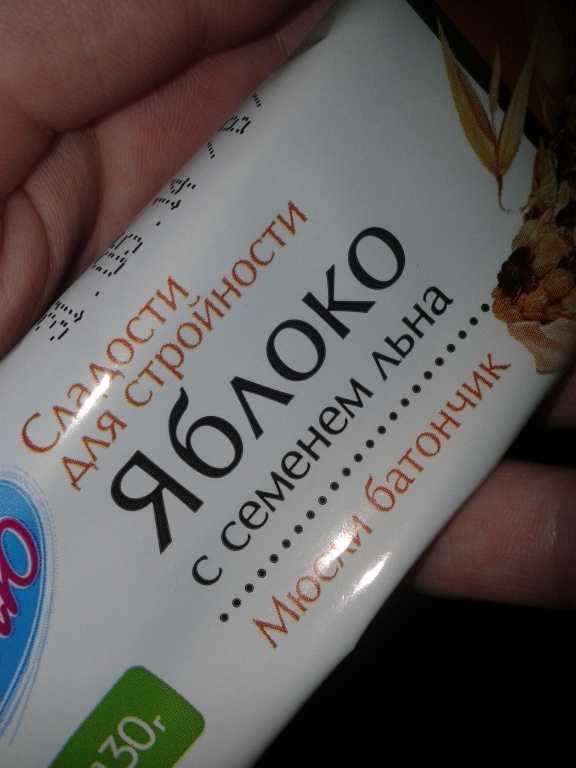 Сладости
для стройности
Яблоко
с семенем льна
Мюсли батончик
30г